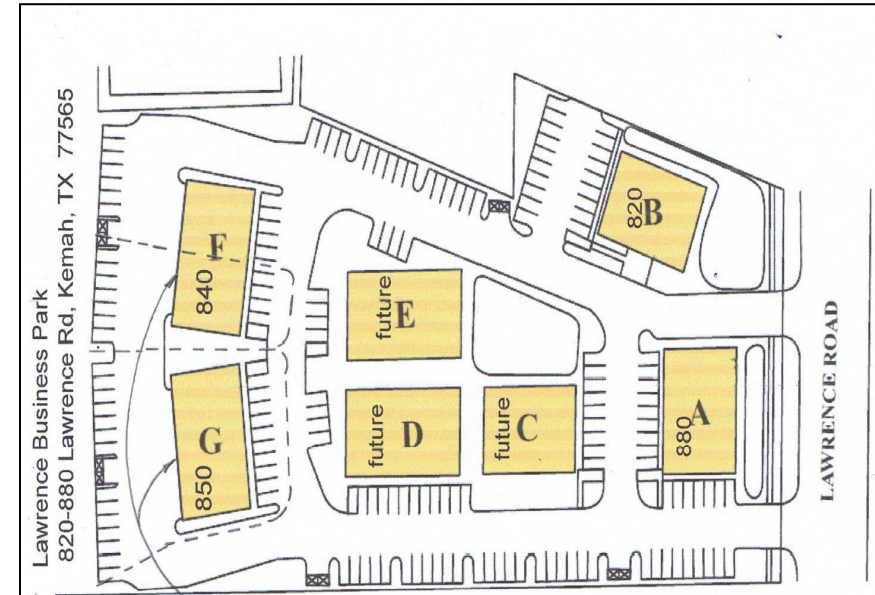 Lawrence Business Park
820-880 Lawrence Rd, Kemah, TX 77565
840
F
850
G
future
E
future
D
future
C
820
B
880
A
LAWRENCE ROAD